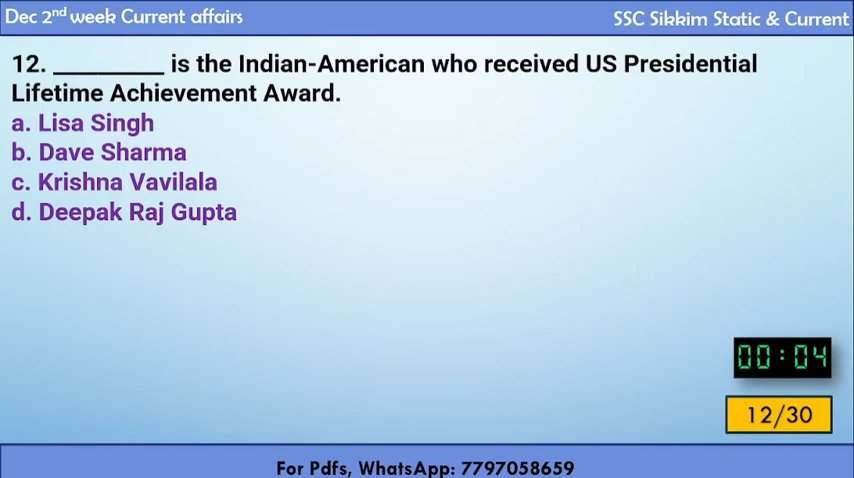 Dec 2nd week Current affairs
SSC Sikkim Static & Current
12. __________ is the Indian-American who received US Presidential
Lifetime Achievement Award.
a. Lisa Singh
b. Dave Sharma
c. Krishna Vavilala
d. Deepak Raj Gupta
00:04
12/30
For Pdfs, WhatsApp: 7797058659